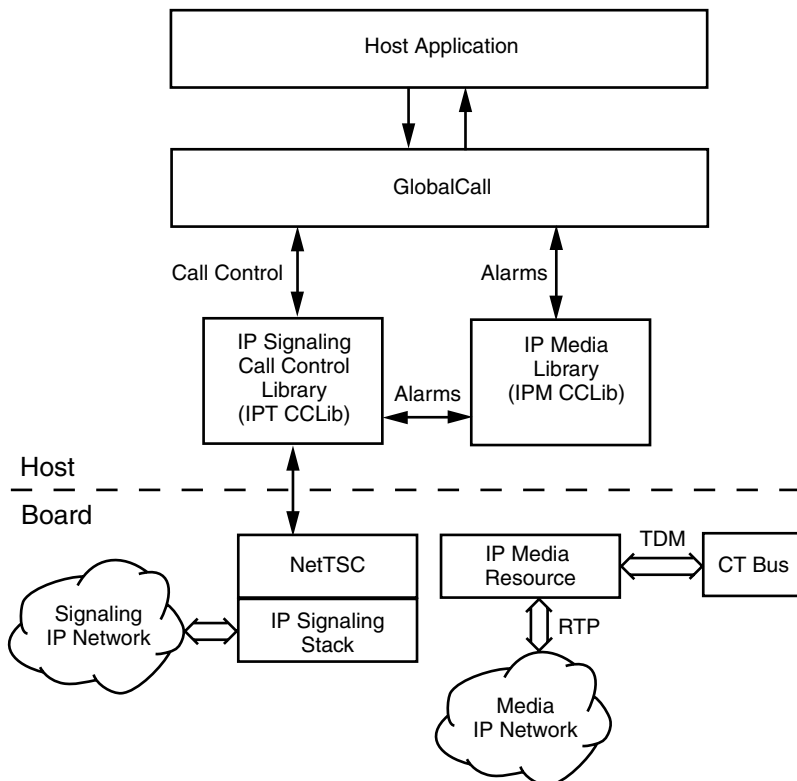 Host Application
GlobalCall
Call Control
Alarms
IP Signaling
Call Control
Library
(IPT CCLib)
Alarms
IP Media
Library
(IPM CCLib)
Host
Board
NetTSC
IP Signaling
Stack
Signaling
IP Network
IP Media
Resource
TDM
CT Bus
RTP
Media
IP Network